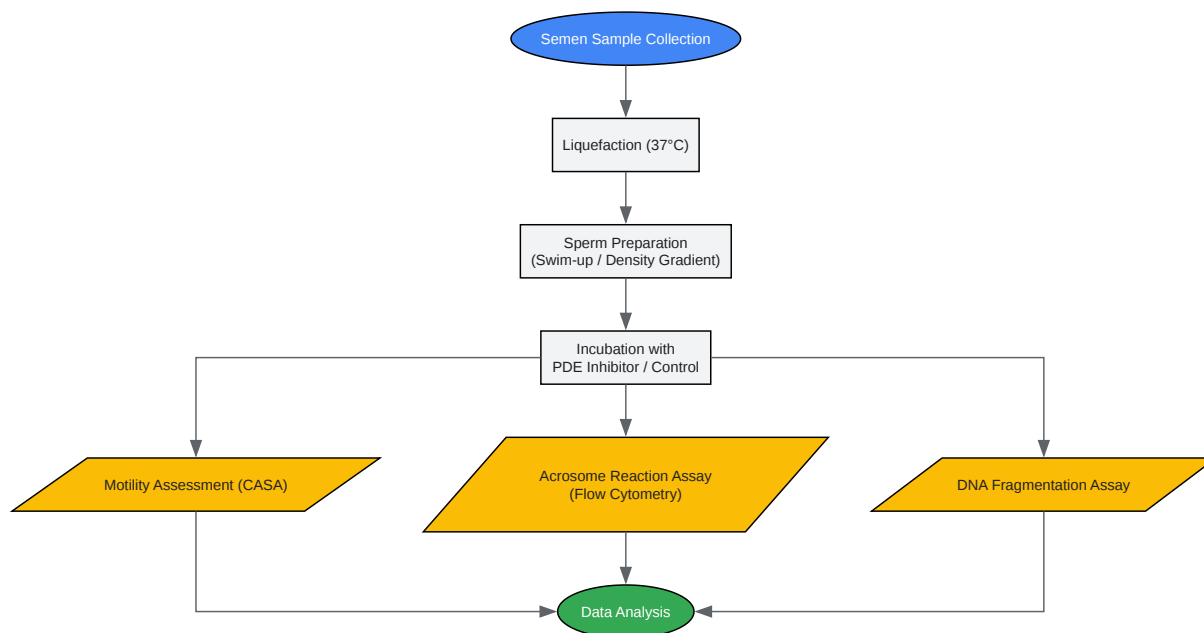 Semen Sample Collection
Liquefaction (37°C)
Sperm Preparation
(Swim-up / Density Gradient)
Incubation with
PDE Inhibitor / Control
Motility Assessment (CASA)
Acrosome Reaction Assay
(Flow Cytometry)
DNA Fragmentation Assay
Data Analysis